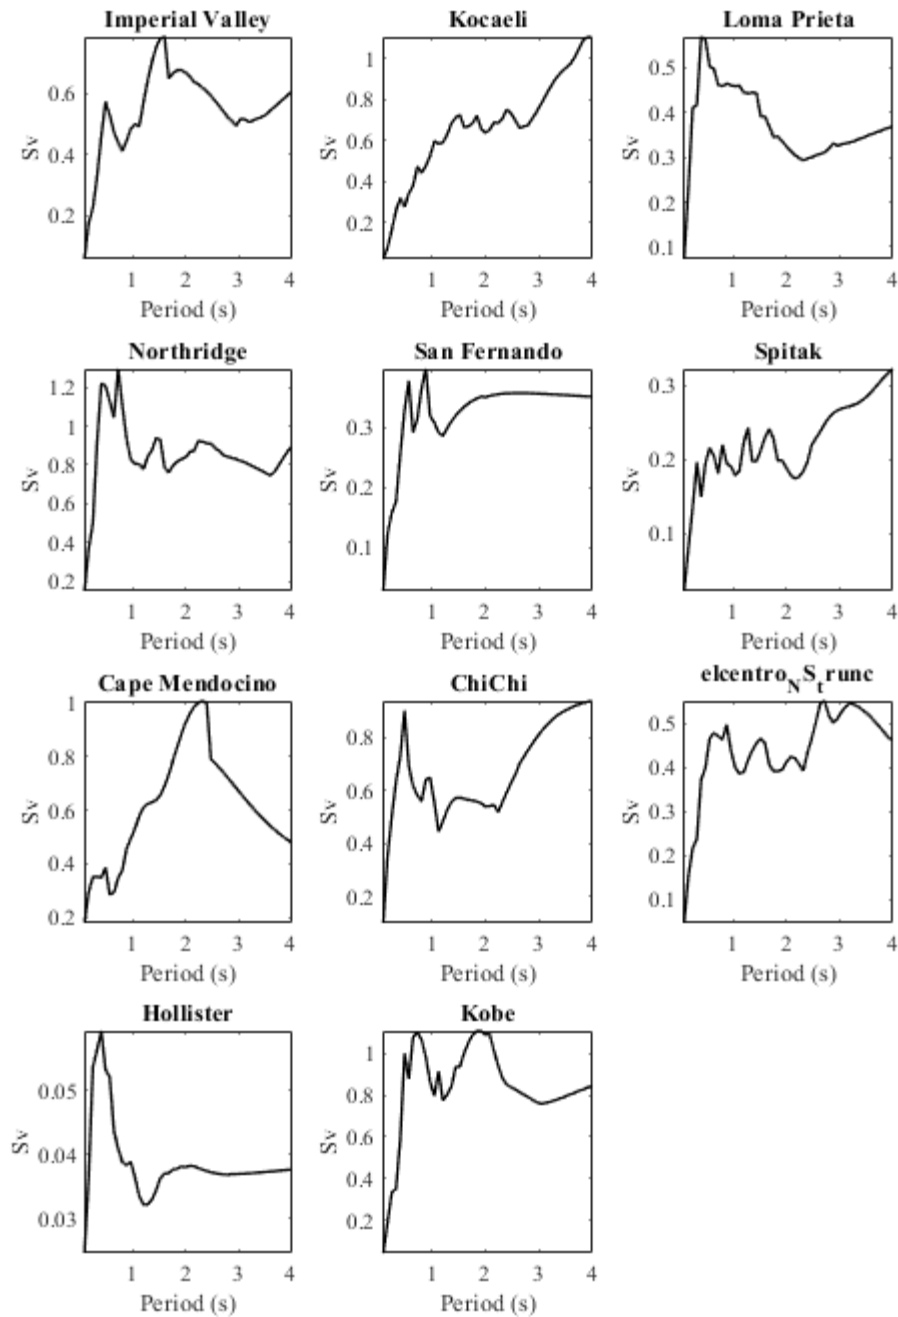 Imperial Valley
Sv
0.6
0.4
0.2
1 2 3 4
Period (s)
Kocaeli
Sv
1
0.8
0.6
0.4
0.2
1 2 3 4
Period (s)
Loma Prieta
Sv
0.5
0.4
0.3
0.2
0.1
1 2 3 4
Period (s)
Northridge
Sv
1.2
1
0.8
0.6
0.4
0.2
1 2 3 4
Period (s)
San Fernando
Sv
0.3
0.2
0.1
1 2 3 4
Period (s)
Spitak
Sv
0.3
0.2
0.1
1 2 3 4
Period (s)
Cape Mendocino
Sv
1
0.8
0.6
0.4
0.2
1 2 3 4
Period (s)
ChiChi
Sv
0.8
0.6
0.4
0.2
1 2 3 4
Period (s)
elcentro_NS_trunc
Sv
0.5
0.4
0.3
0.2
0.1
1 2 3 4
Period (s)
Hollister
Sv
0.05
0.04
0.03
1 2 3 4
Period (s)
Kobe
Sv
1
0.8
0.6
0.4
0.2
1 2 3 4
Period (s)